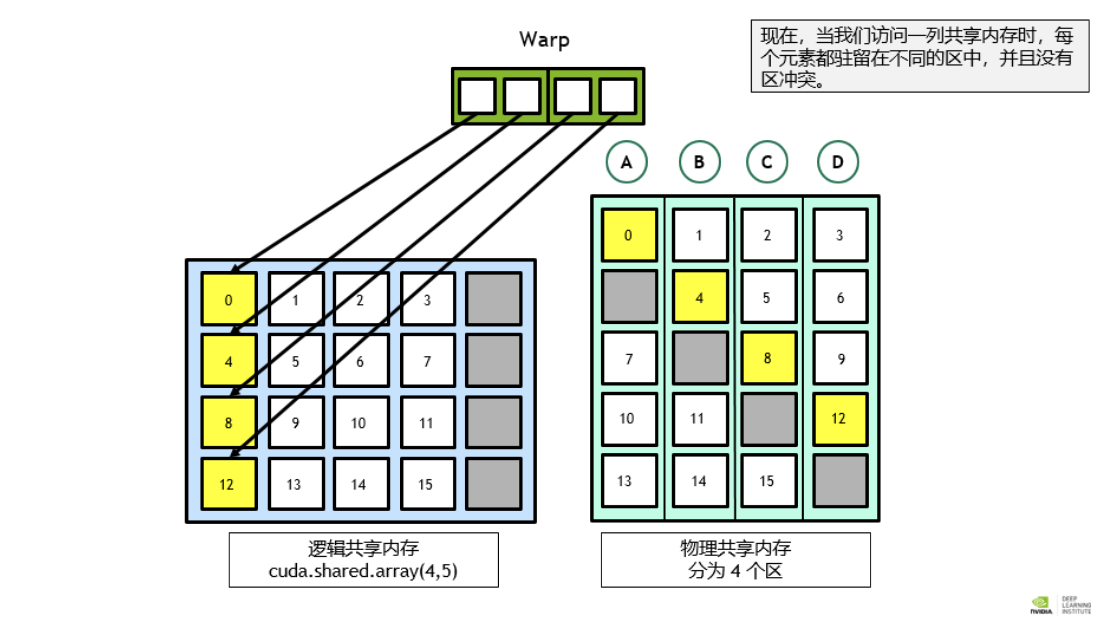 现在，当我们访问一列共享内存时，每
个元素都驻留在不同的区中，并且没有
区冲突。
Warp
A B C D
0 1 2 3
4 5 6
7 8 9
10 11 12
13 14 15
0 1 2 3
4 5 6 7
8 9 10 11
12 13 14 15
逻辑共享内存
cuda.shared.array(4,5)
物理共享内存
分为 4 个区
NVIDIA
DEEP
LEARNING
INSTITUTE